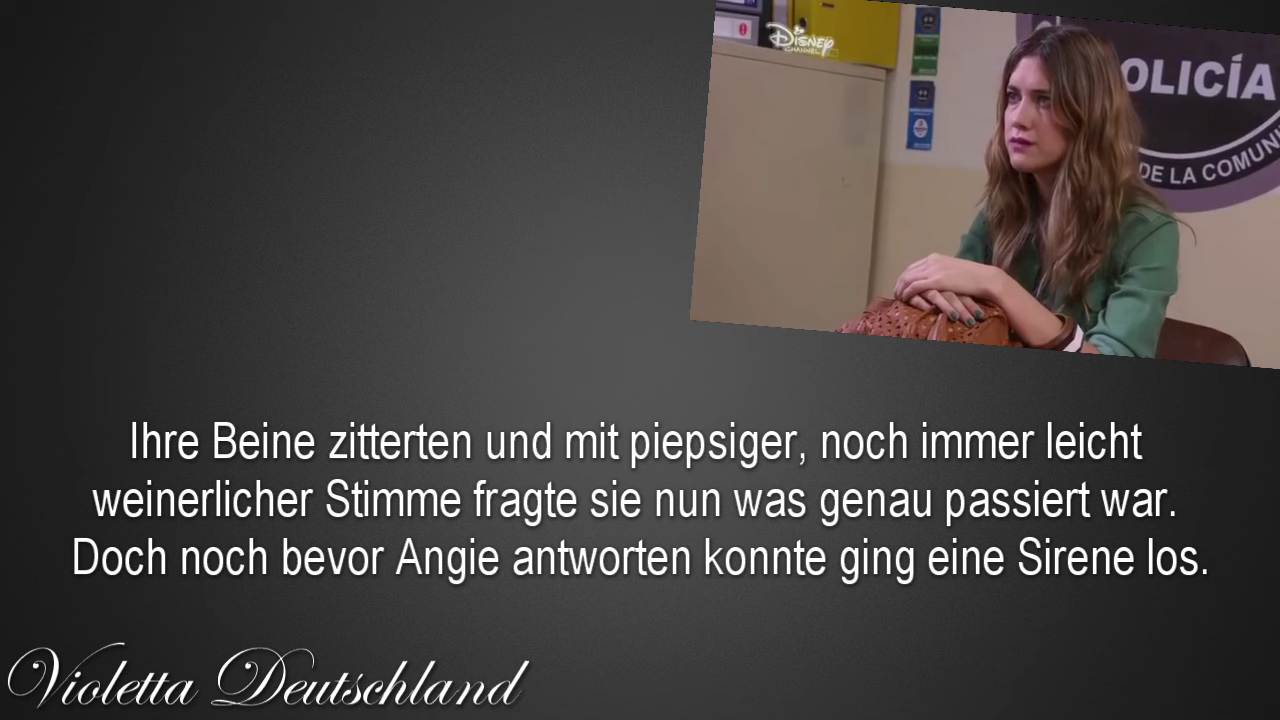 Disney
CHANNEL
OLICÍA
DE LA COMUN
Ihre Beine zitterten und mit piepsiger, noch immer leicht
weinerlicher Stimme fragte sie nun was genau passiert war.
Doch noch bevor Angie antworten konnte ging eine Sirene los.
Violetta Deutschland